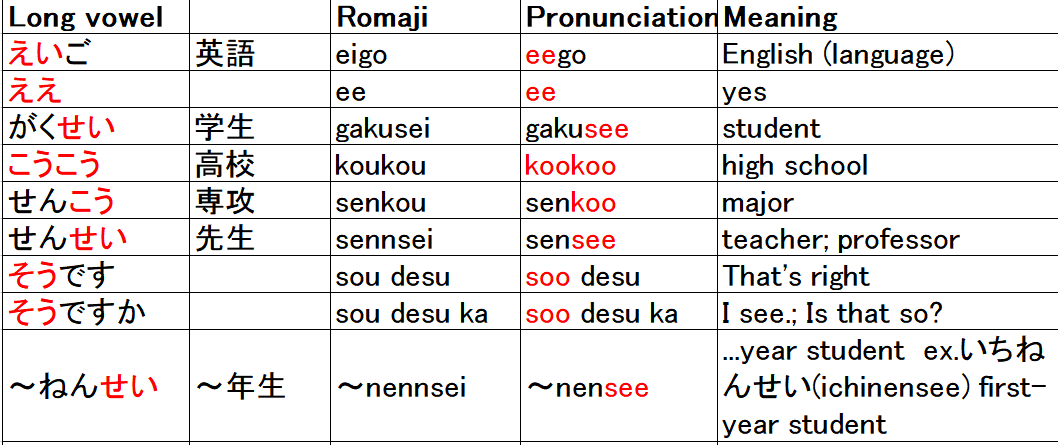 Long vowel Romaji Pronunciation Meaning
えいご 英語 eigo eego English (language)
ええ ee ee yes
がくせい 学生 gakusei gakusee student
こうこう 高校 koukou kookoo high school
せんこう 専攻 senkou senkoo major
せんせい 先生 sennsei sensee teacher; professor
そうです sou desu soo desu That's right
そうですか sou desu ka soo desu ka I see.; Is that so?
～ねんせい ～年生 ～nennsei ～nensee ...year student ex.いちね
んせい(ichinensee) first-
year student